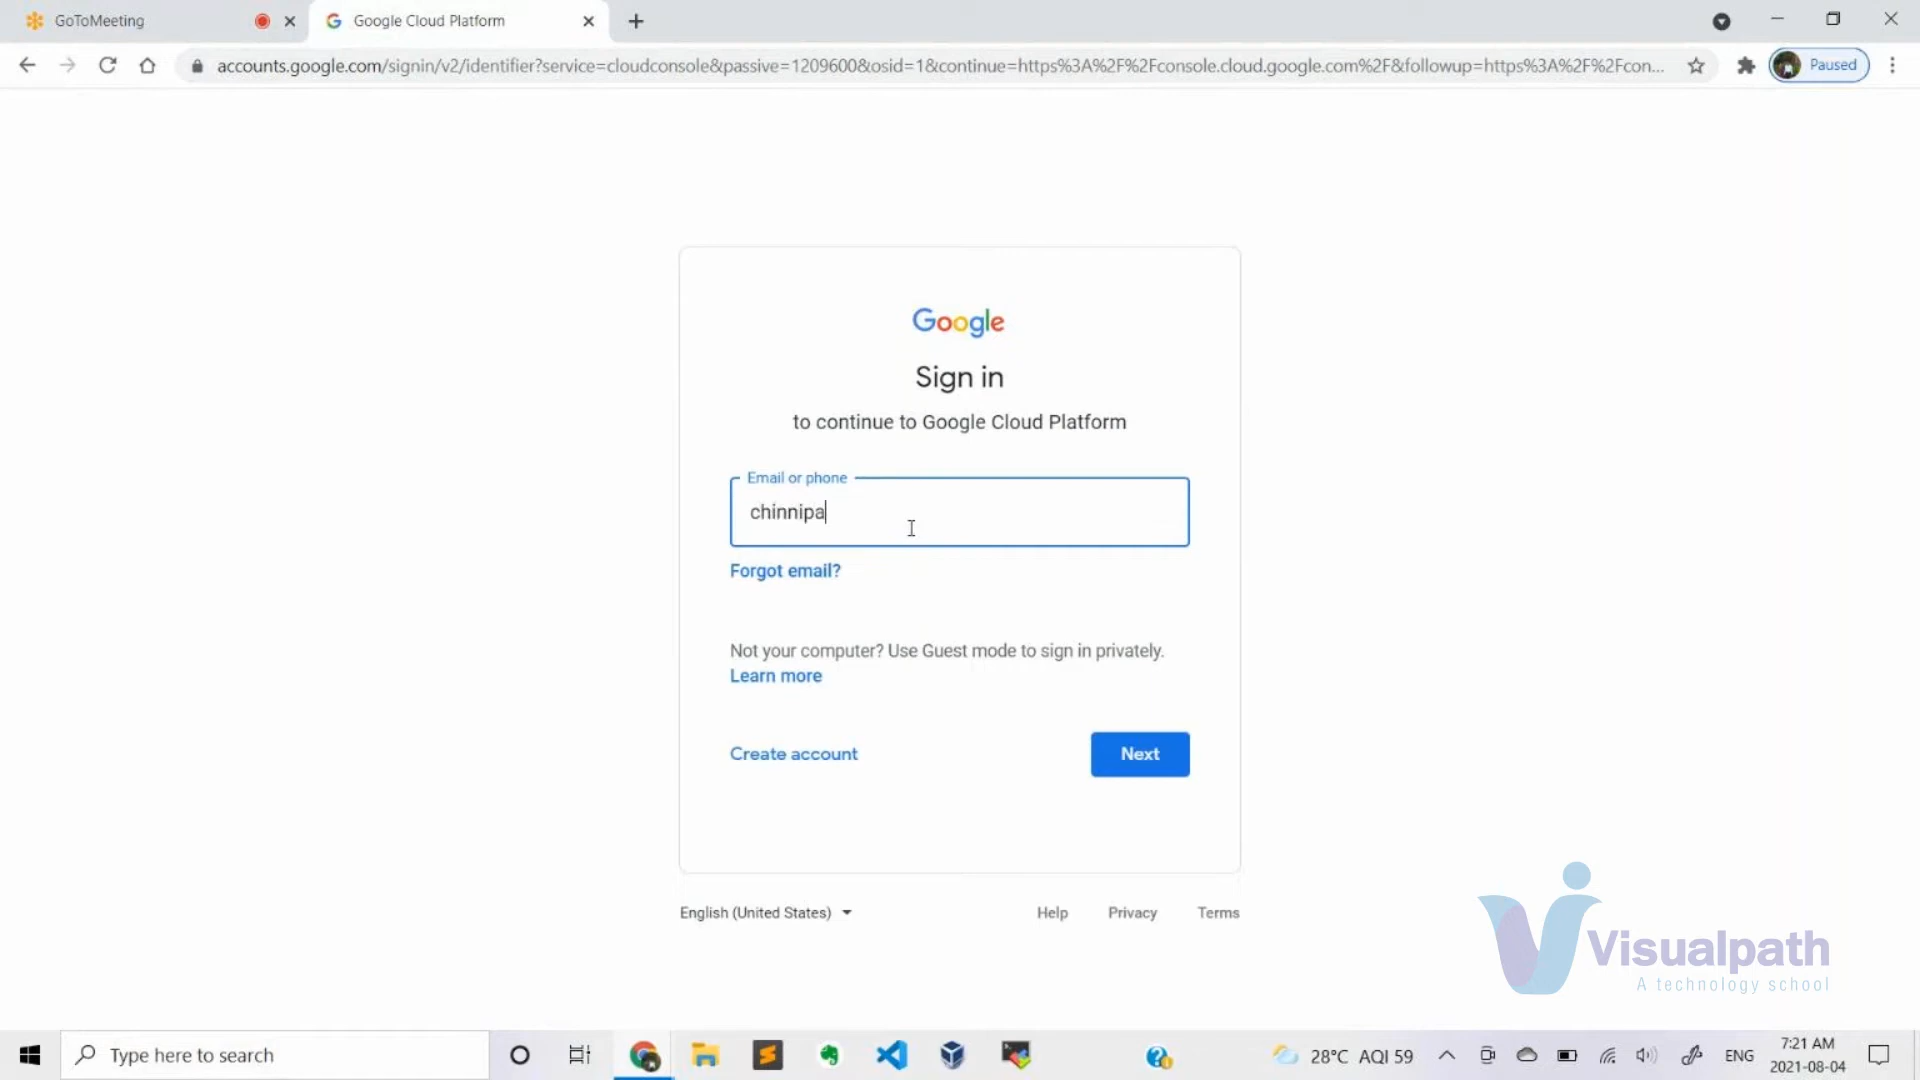 GoToMeeting
Google Cloud Platform
accounts.google.com/signin/v2/identifier?service=cloudconsole&passive=1209600&osid=1&continue=https%3A%2F%2Fconsole.cloud.google.com%2F&followup=https%3A%2F%2Fcon...
Paused
Google
Sign in
to continue to Google Cloud Platform
Email or phone
chinnipa
Forgot email?
Not your computer? Use Guest mode to sign in privately.
Learn more
Create account
Next
English (United States)
Help
Privacy
Terms
Visualpath
A technology school
Type here to search
28°C AQI 59
ENG
7:21 AM
2021-08-04